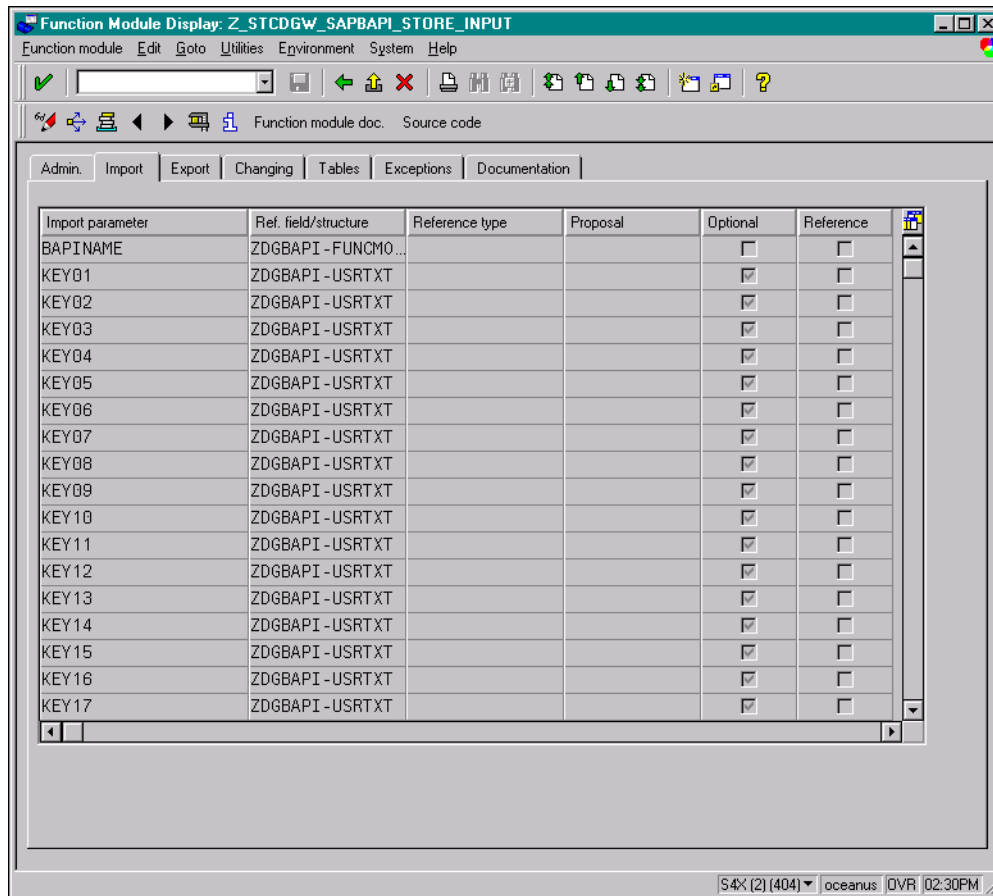 Function Module Display: Z_STCDGW_SAPBAPI_STORE_INPUT
Function module Edit Goto Utilities Environment System Help
Function module doc. Source code
Admin. Import Export Changing Tables Exceptions Documentation
Import parameter Ref. field/structure Reference type Proposal Optional Reference
BAPINAME ZDGBAPI-FUNCMO..
KEY01 ZDGBAPI-USRTXT
KEY02 ZDGBAPI-USRTXT
KEY03 ZDGBAPI-USRTXT
KEY04 ZDGBAPI-USRTXT
KEY05 ZDGBAPI-USRTXT
KEY06 ZDGBAPI-USRTXT
KEY07 ZDGBAPI-USRTXT
KEY08 ZDGBAPI-USRTXT
KEY09 ZDGBAPI-USRTXT
KEY10 ZDGBAPI-USRTXT
KEY11 ZDGBAPI-USRTXT
KEY12 ZDGBAPI-USRTXT
KEY13 ZDGBAPI-USRTXT
KEY14 ZDGBAPI-USRTXT
KEY15 ZDGBAPI-USRTXT
KEY16 ZDGBAPI-USRTXT
KEY17 ZDGBAPI-USRTXT
S4X (2) (404) oceanus OVR 02:30PM